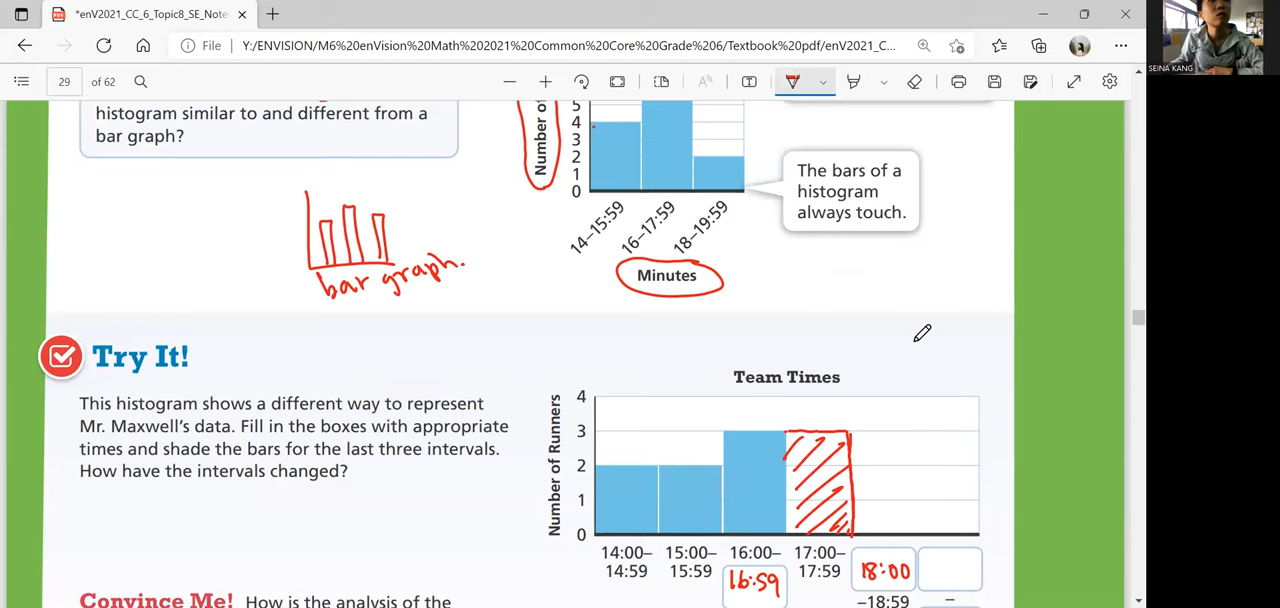 *enV2021_CC_6_Topic8_SE_Note
File
Y:/ENVISION/M6%20enVision%20Math%202021%20Common%20Core%20Grade%206/Textbook%20pdf/enV2021_C...
SEINA KANG
29 of 62
histogram similar to and different from a
bar graph?
Number of
5
4
3
2
1
0
14–15:59
16–17:59
18–19:59
Minutes
The bars of a
histogram
always touch.
bar graph.
Try It!
This histogram shows a different way to represent
Mr. Maxwell's data. Fill in the boxes with appropriate
times and shade the bars for the last three intervals.
How have the intervals changed?
Team Times
Number of Runners
4
3
2
1
0
14:00–
14:59
15:00–
15:59
16:00–
16:59
17:00–
17:59
18:00
–18:59
–
Convince Me! How is the analysis of the